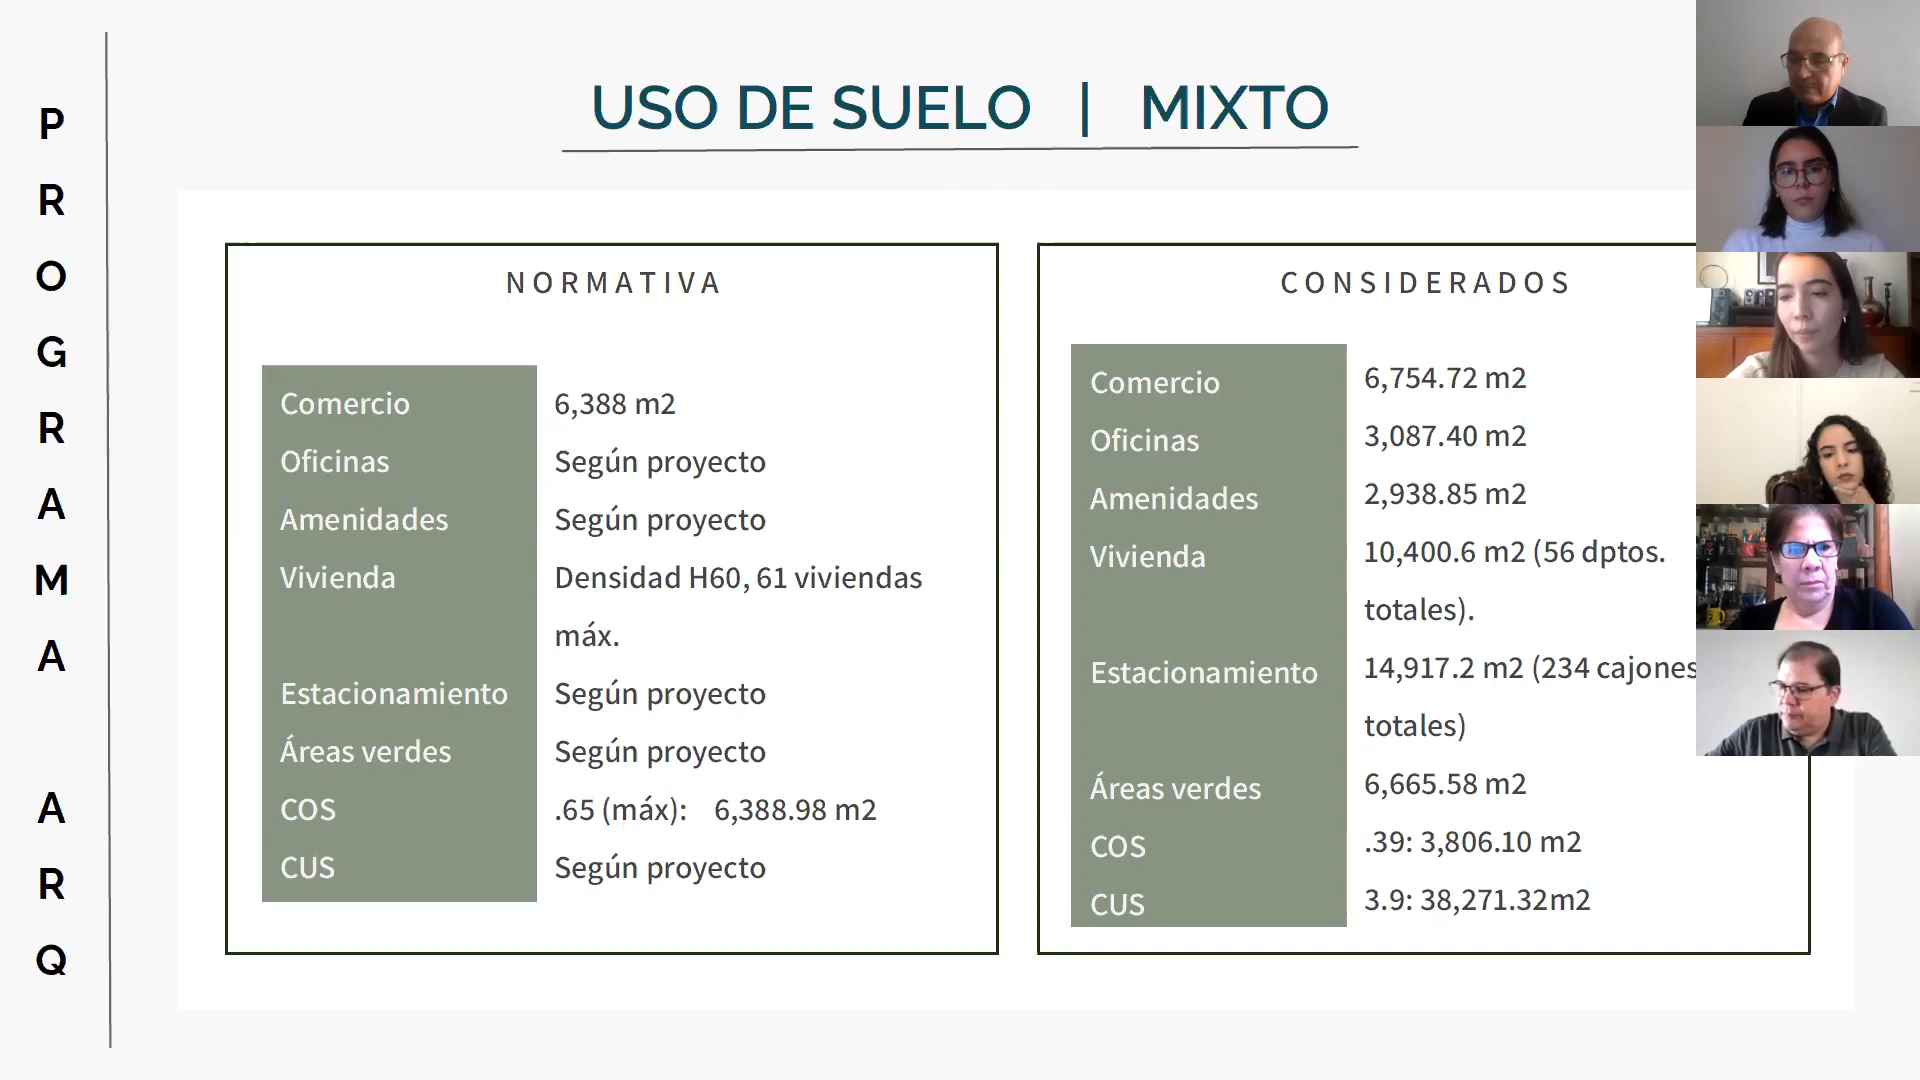 PROGRAMA ARQ
USO DE SUELO | MIXTO
NORMATIVA
Comercio 6,388 m2
Oficinas Según proyecto
Amenidades Según proyecto
Vivienda Densidad H60, 61 viviendas
máx.
Estacionamiento Según proyecto
Áreas verdes Según proyecto
COS .65 (máx): 6,388.98 m2
CUS Según proyecto
CONSIDERADOS
Comercio 6,754.72 m2
Oficinas 3,087.40 m2
Amenidades 2,938.85 m2
Vivienda 10,400.6 m2 (56 dptos.
totales).
Estacionamiento 14,917.2 m2 (234 cajones
totales)
Áreas verdes 6,665.58 m2
COS .39: 3,806.10 m2
CUS 3.9: 38,271.32m2